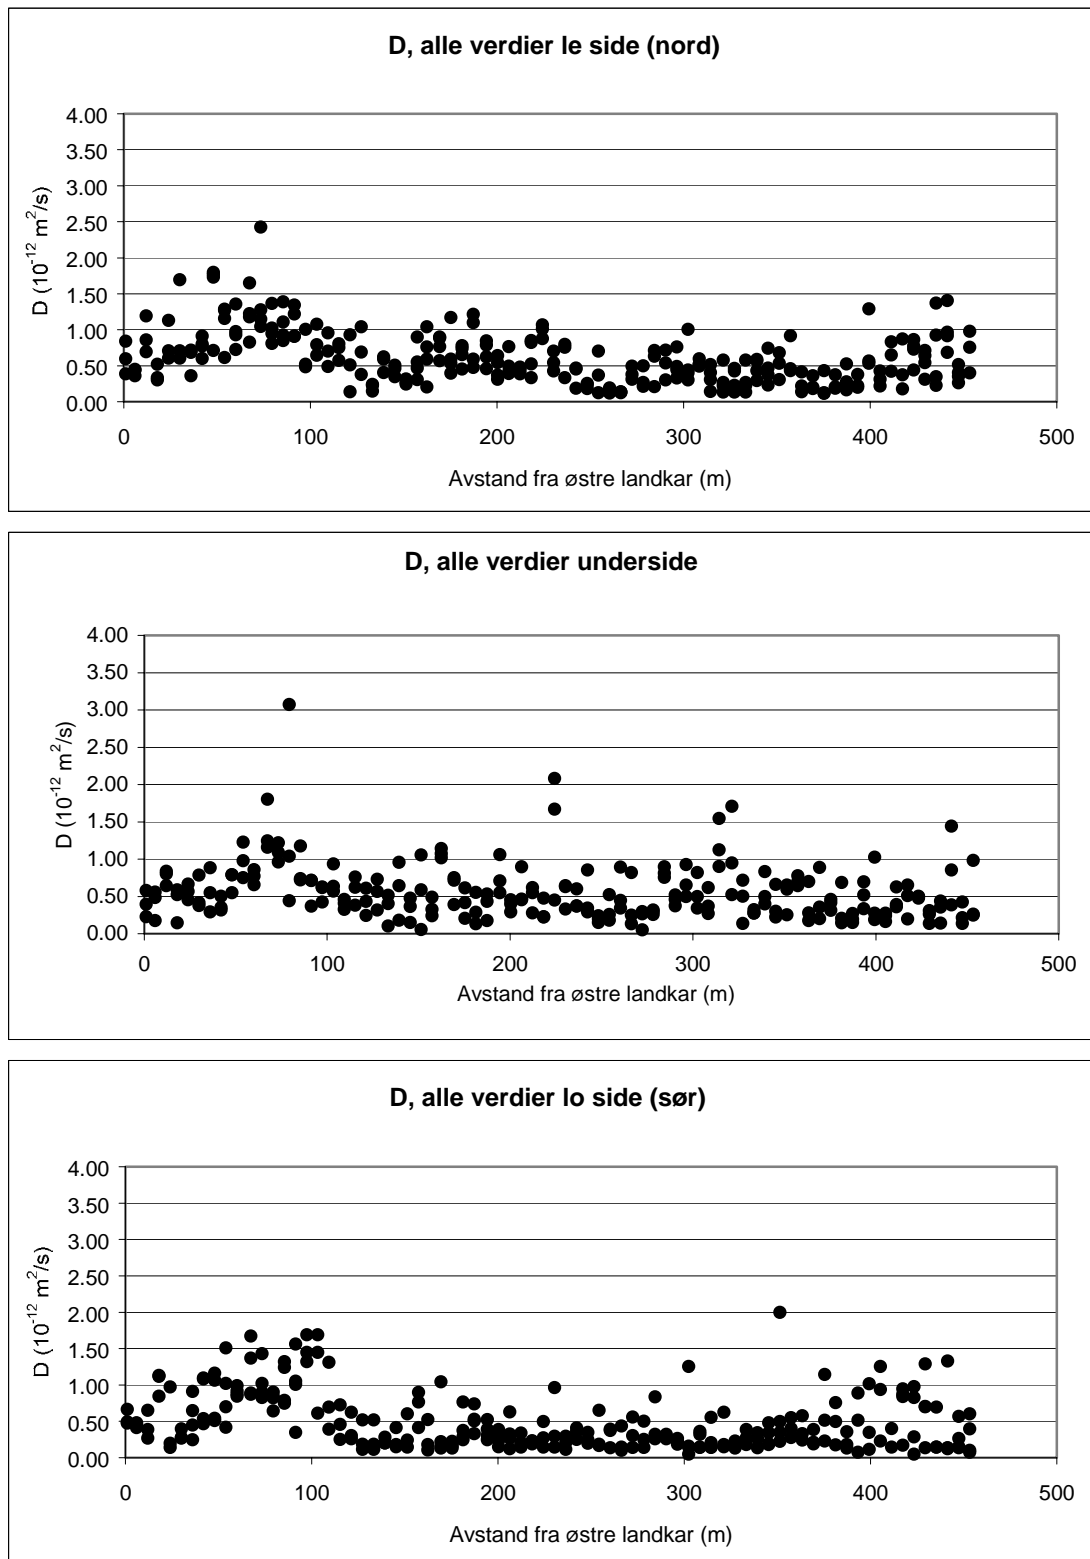 D, alle verdier le side (nord)
D (10⁻¹² m²/s)
4.00
3.50
3.00
2.50
2.00
1.50
1.00
0.50
0.00
0 100 200 300 400 500
Avstand fra østre landkar (m)
D, alle verdier underside
D (10⁻¹² m²/s)
4.00
3.50
3.00
2.50
2.00
1.50
1.00
0.50
0.00
0 100 200 300 400 500
Avstand fra østre landkar (m)
D, alle verdier lo side (sør)
D (10⁻¹² m²/s)
4.00
3.50
3.00
2.50
2.00
1.50
1.00
0.50
0.00
0 100 200 300 400 500
Avstand fra østre landkar (m)